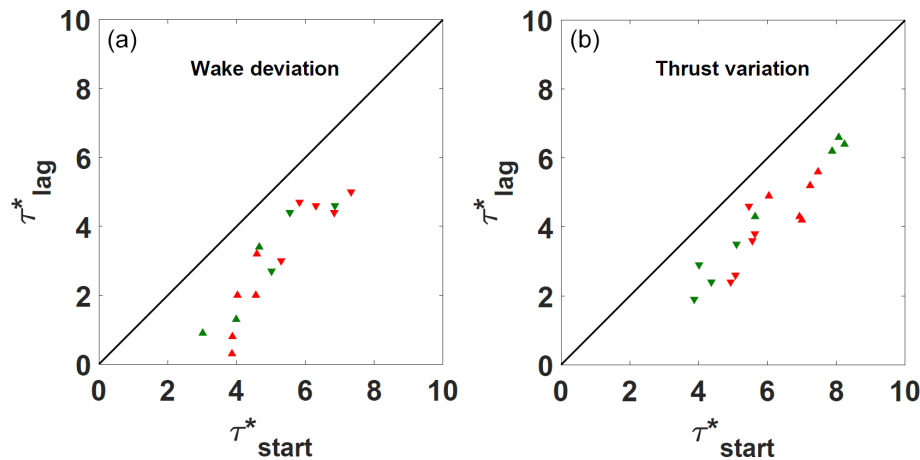 (a)
Wake deviation
10
8
6
4
2
0
0 2 4 6 8 10
τ*lag
τ*start
(b)
Thrust variation
10
8
6
4
2
0
0 2 4 6 8 10
τ*lag
τ*start